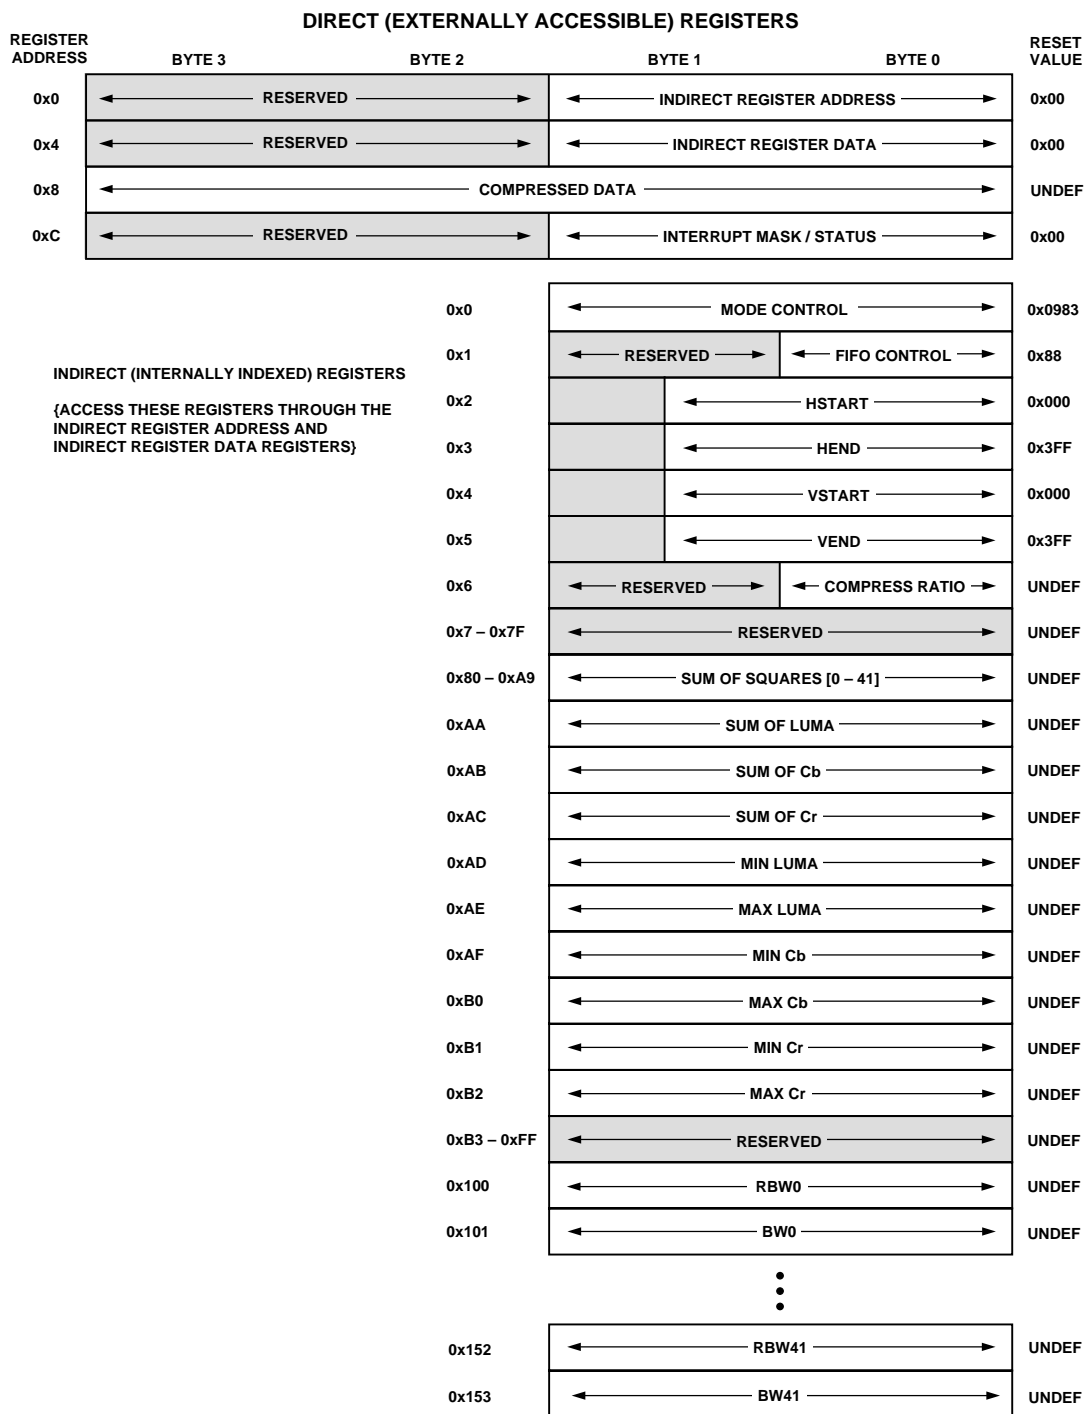 DIRECT (EXTERNALLY ACCESSIBLE) REGISTERS
REGISTER ADDRESS BYTE 3 BYTE 2 BYTE 1 BYTE 0 RESET VALUE
0x0 RESERVED INDIRECT REGISTER ADDRESS 0x00
0x4 RESERVED INDIRECT REGISTER DATA 0x00
0x8 COMPRESSED DATA UNDEF
0xC RESERVED INTERRUPT MASK / STATUS 0x00
INDIRECT (INTERNALLY INDEXED) REGISTERS
{ACCESS THESE REGISTERS THROUGH THE
INDIRECT REGISTER ADDRESS AND
INDIRECT REGISTER DATA REGISTERS}
0x0 MODE CONTROL 0x0983
0x1 RESERVED FIFO CONTROL 0x88
0x2 HSTART 0x000
0x3 HEND 0x3FF
0x4 VSTART 0x000
0x5 VEND 0x3FF
0x6 RESERVED COMPRESS RATIO UNDEF
0x7 – 0x7F RESERVED UNDEF
0x80 – 0xA9 SUM OF SQUARES [0 – 41] UNDEF
0xAA SUM OF LUMA UNDEF
0xAB SUM OF Cb UNDEF
0xAC SUM OF Cr UNDEF
0xAD MIN LUMA UNDEF
0xAE MAX LUMA UNDEF
0xAF MIN Cb UNDEF
0xB0 MAX Cb UNDEF
0xB1 MIN Cr UNDEF
0xB2 MAX Cr UNDEF
0xB3 – 0xFF RESERVED UNDEF
0x100 RBW0 UNDEF
0x101 BW0 UNDEF
0x152 RBW41 UNDEF
0x153 BW41 UNDEF